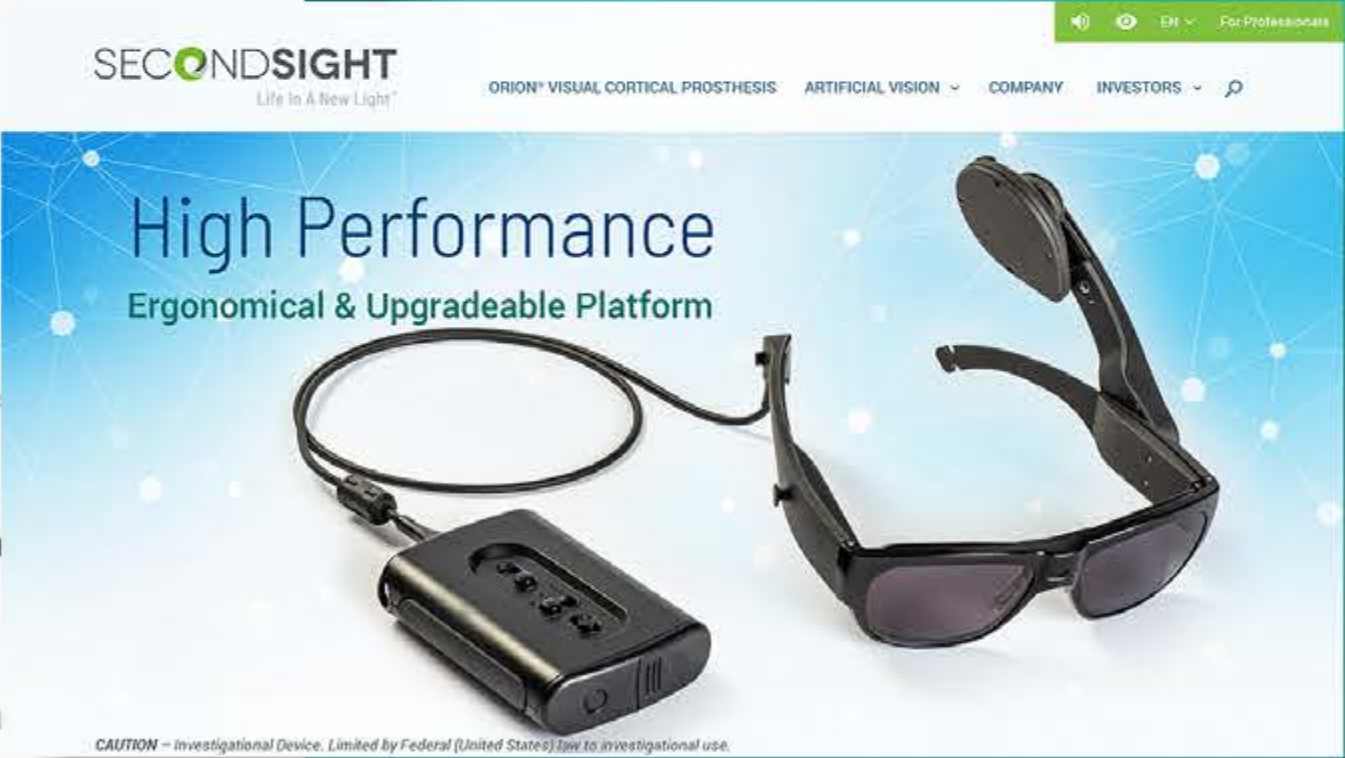 EN
For Professionals
SECONDSIGHT
Life In A New Light™
ORION® VISUAL CORTICAL PROSTHESIS
ARTIFICIAL VISION
COMPANY
INVESTORS
High Performance
Ergonomical & Upgradeable Platform
CAUTION – Investigational Device. Limited by Federal (United States) law to investigational use.